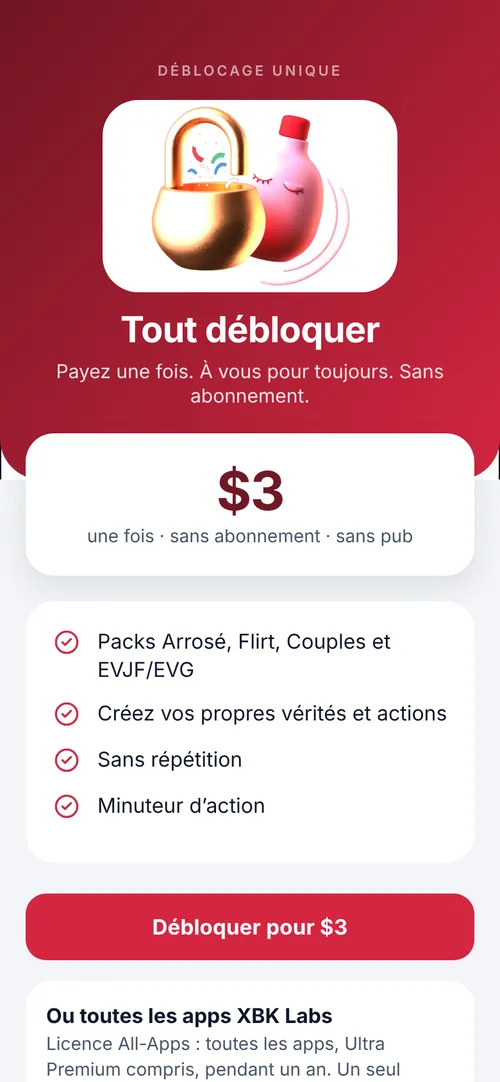 DÉBLOCAGE UNIQUE
Tout débloquer
Payez une fois. À vous pour toujours. Sans
abonnement.
$3
une fois · sans abonnement · sans pub
Packs Arrosé, Flirt, Couples et
EVJF/EVG
Créez vos propres vérités et actions
Sans répétition
Minuteur d’action
Débloquer pour $3
Ou toutes les apps XBK Labs
Licence All-Apps : toutes les apps, Ultra
Premium compris, pendant un an. Un seul